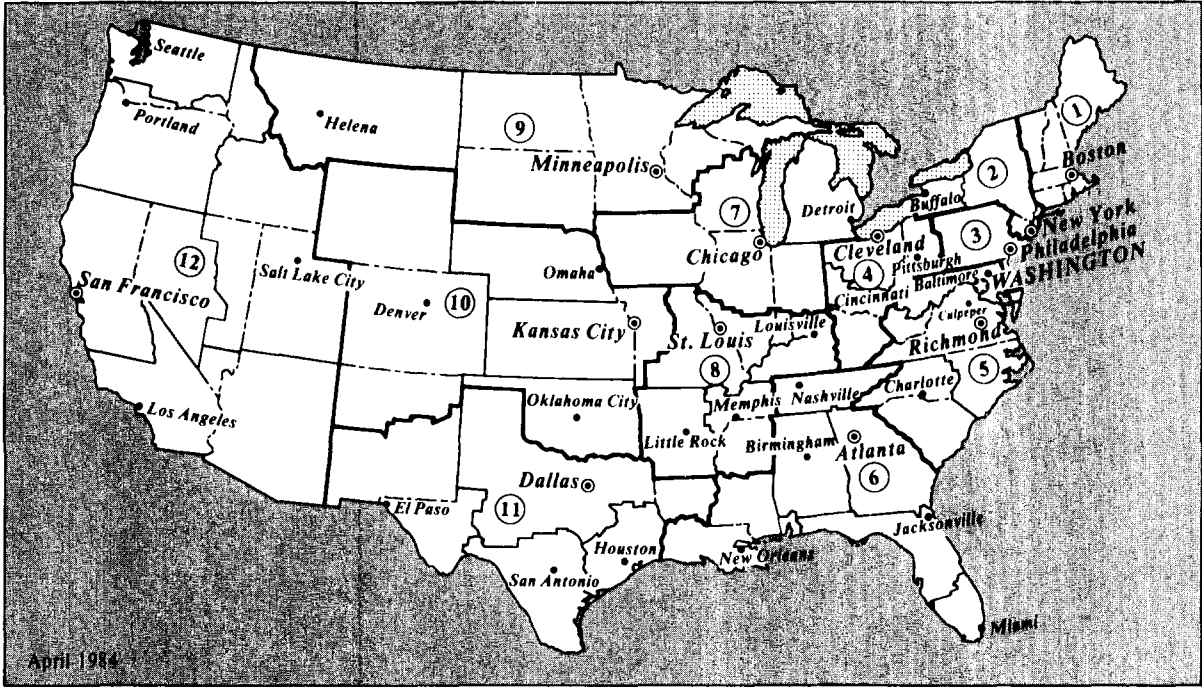 Seattle
Portland
Helena
9
Minneapolis
1
Boston
2
Buffalo
New York
Philadelphia
WASHINGTON
3
7
Detroit
Chicago
Cleveland
4
Pittsburgh
Cincinnati
Baltimore
Culpeper
Richmond
5
Charlotte
12
San Francisco
Salt Lake City
Denver
10
Omaha
Kansas City
St. Louis
Louisville
8
Los Angeles
Oklahoma City
Memphis
Nashville
Little Rock
Birmingham
Atlanta
6
Dallas
11
El Paso
Houston
San Antonio
New Orleans
Jacksonville
Miami
April 1984